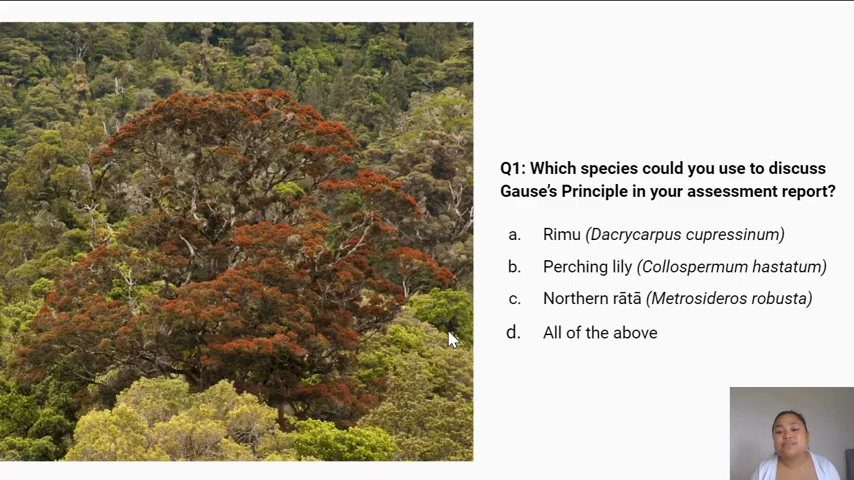 Q1: Which species could you use to discuss
Gause's Principle in your assessment report?
a. Rimu (Dacrycarpus cupressinum)
b. Perching lily (Collospermum hastatum)
c. Northern rātā (Metrosideros robusta)
d. All of the above